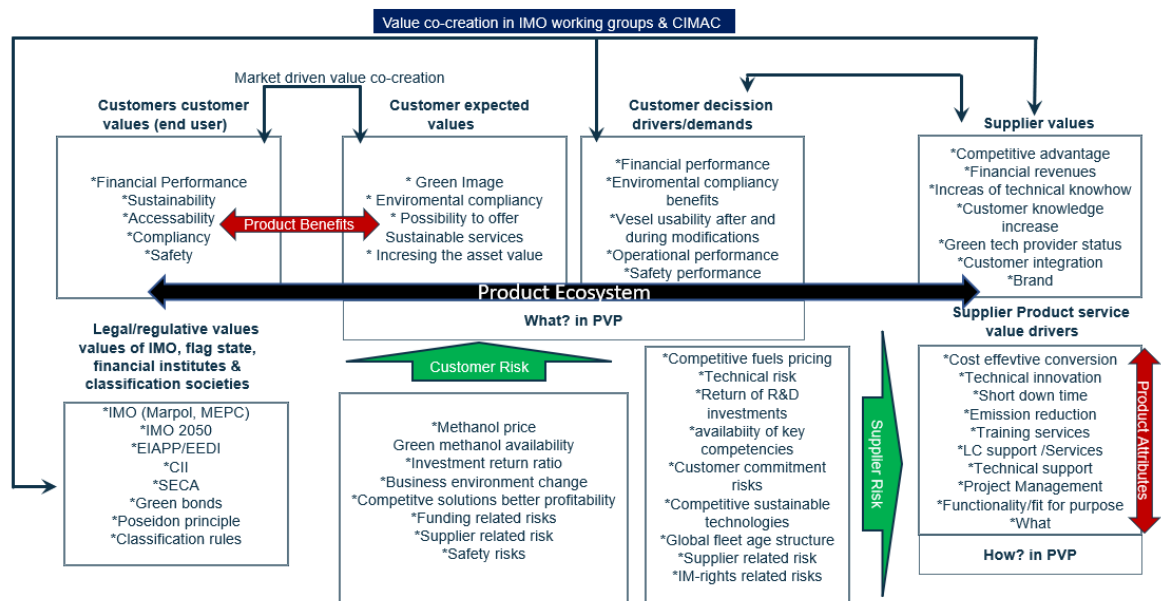 Value co-creation in IMO working groups & CIMAC
Market driven value co-creation
Customers customer
values (end user)
*Financial Performance
*Sustainability
*Accessability
*Compliancy
*Safety
Product Benefits
Customer expected
values
* Green Image
* Enviromental compliancy
* Possibility to offer
Sustainable services
* Incresing the asset value
Customer decission
drivers/demands
*Financial performance
*Enviromental compliancy
benefits
*Vessel usability after and
during modifications
*Operational performance
*Safety performance
Supplier values
*Competitive advantage
*Financial revenues
*Increas of technical knowhow
*Customer knowledge
increase
*Green tech provider status
*Customer integration
*Brand
Product Ecosystem
What? in PVP
Legal/regulative values
values of IMO, flag state,
financial institutes &
classification societies
*IMO (Marpol, MEPC)
*IMO 2050
*EIAPP/EEDI
*CII
*SECA
*Green bonds
*Poseidon principle
*Classification rules
Customer Risk
*Methanol price
Green methanol availability
*Investment return ratio
*Business environment change
*Competitive solutions better profitability
*Funding related risks
*Supplier related risk
*Safety risks
*Competitive fuels pricing
*Technical risk
*Return of R&D
investments
*availabiity of key
competencies
*Customer commitment
risks
*Competitive sustainable
technologies
*Global fleet age structure
*Supplier related risk
*IM-rights related risks
Supplier Risk
Supplier Product service
value drivers
*Cost effevtive conversion
*Technical innovation
*Short down time
*Emission reduction
*Training services
*LC support /Services
*Technical support
*Project Management
*Functionality/fit for purpose
*What
Product Attributes
How? in PVP